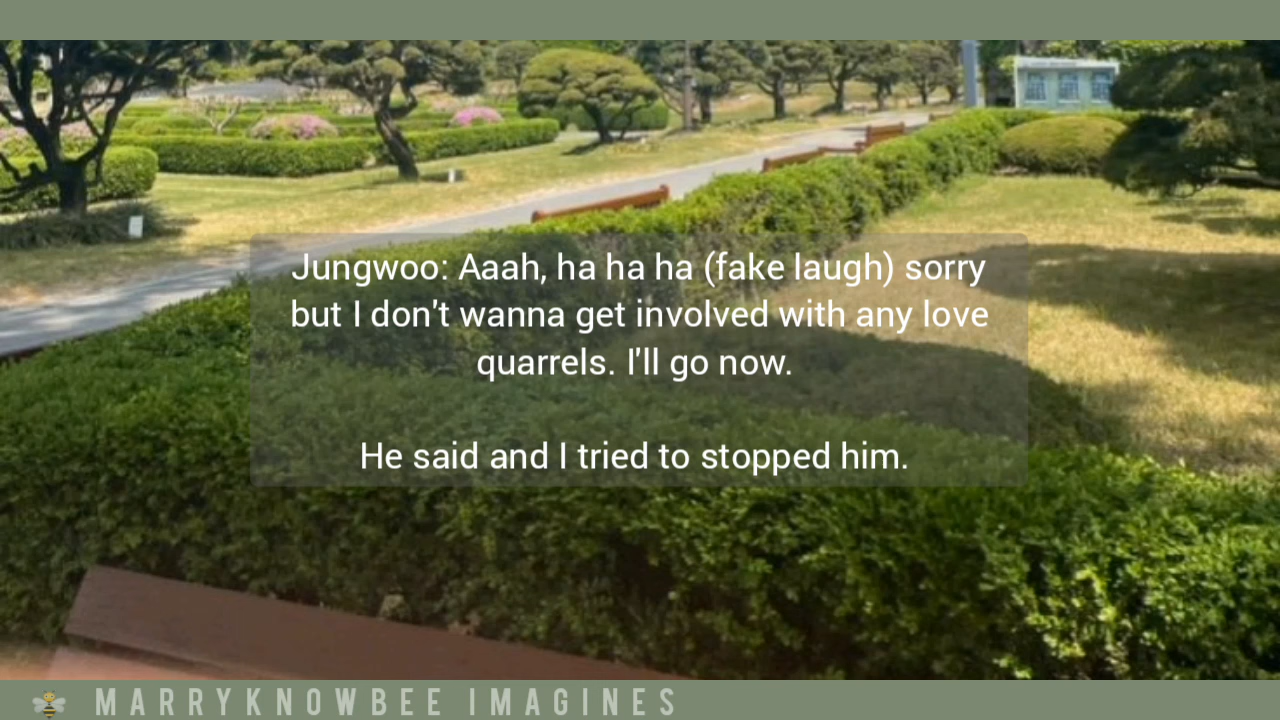 Jungwoo: Aaah, ha ha ha (fake laugh) sorry
but I don't wanna get involved with any love
quarrels. I'll go now.
He said and I tried to stopped him.
MARRYKNOWBEE IMAGINES